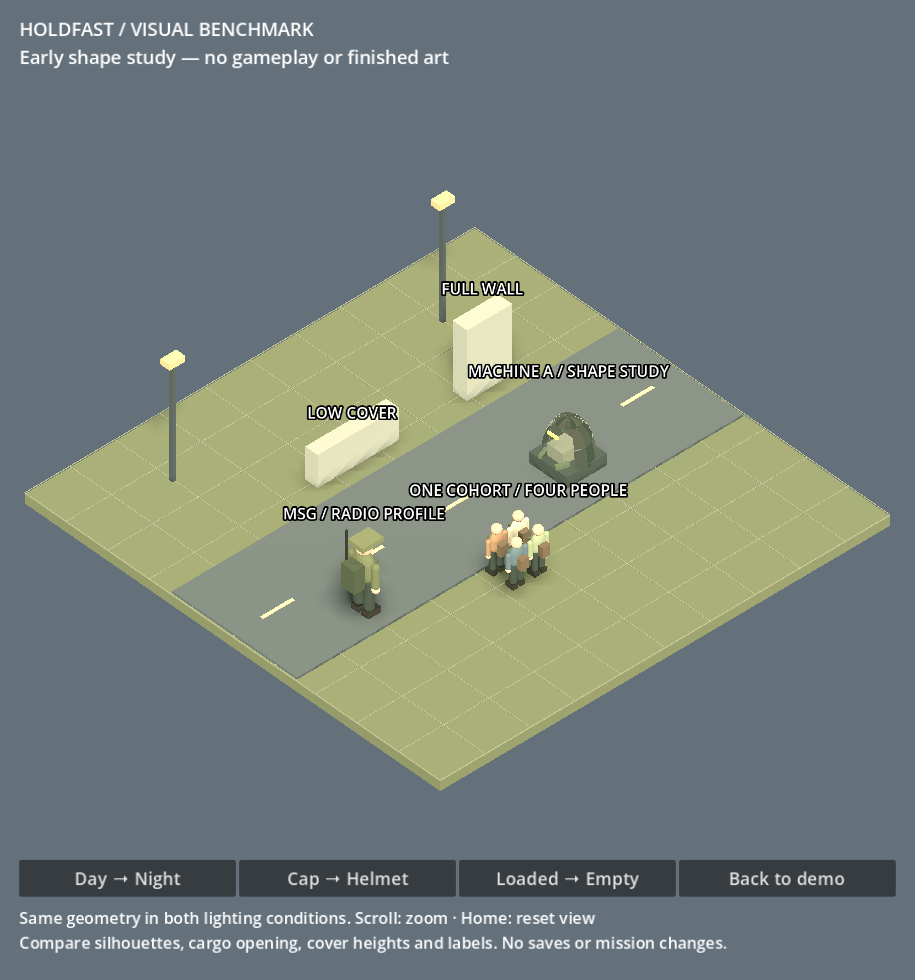 HOLDFAST / VISUAL BENCHMARK
Early shape study — no gameplay or finished art
FULL WALL
MACHINE A / SHAPE STUDY
LOW COVER
ONE COHORT / FOUR PEOPLE
MSG / RADIO PROFILE
Day → Night
Cap → Helmet
Loaded → Empty
Back to demo
Same geometry in both lighting conditions. Scroll: zoom · Home: reset view
Compare silhouettes, cargo opening, cover heights and labels. No saves or mission changes.